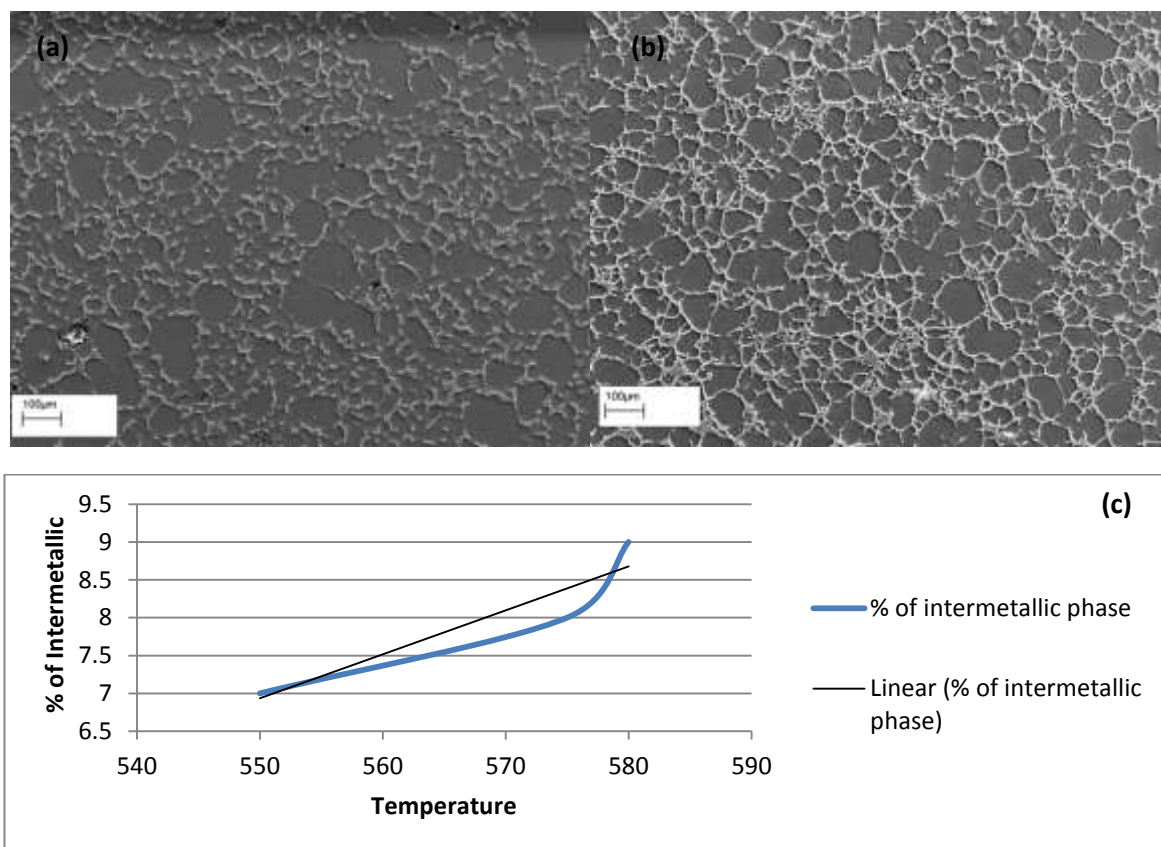 (a)
(b)
100µm
100µm
(c)
% of Intermetallic
9.5
9
8.5
8
7.5
7
6.5
540 550 560 570 580 590
Temperature
% of intermetallic phase
Linear (% of intermetallic
phase)